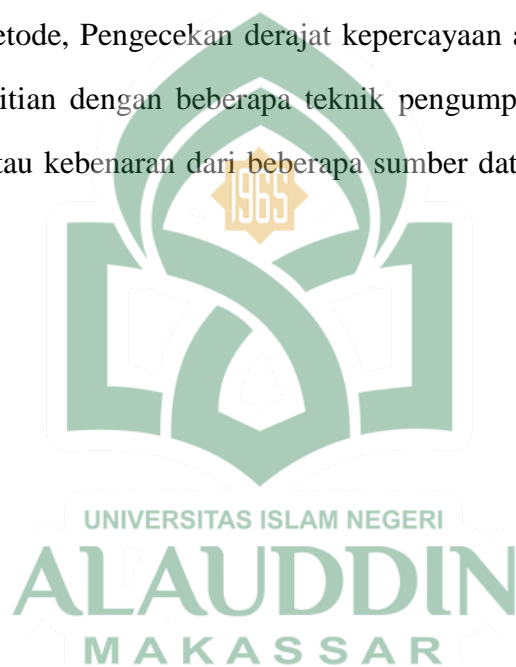 etode, Pengecekan derajat kepercayaan a
itian dengan beberapa teknik pengump
tau kebenaran dari beberapa sumber dat
1965
UNIVERSITAS ISLAM NEGERI
ALAUDDIN
MAKASSAR